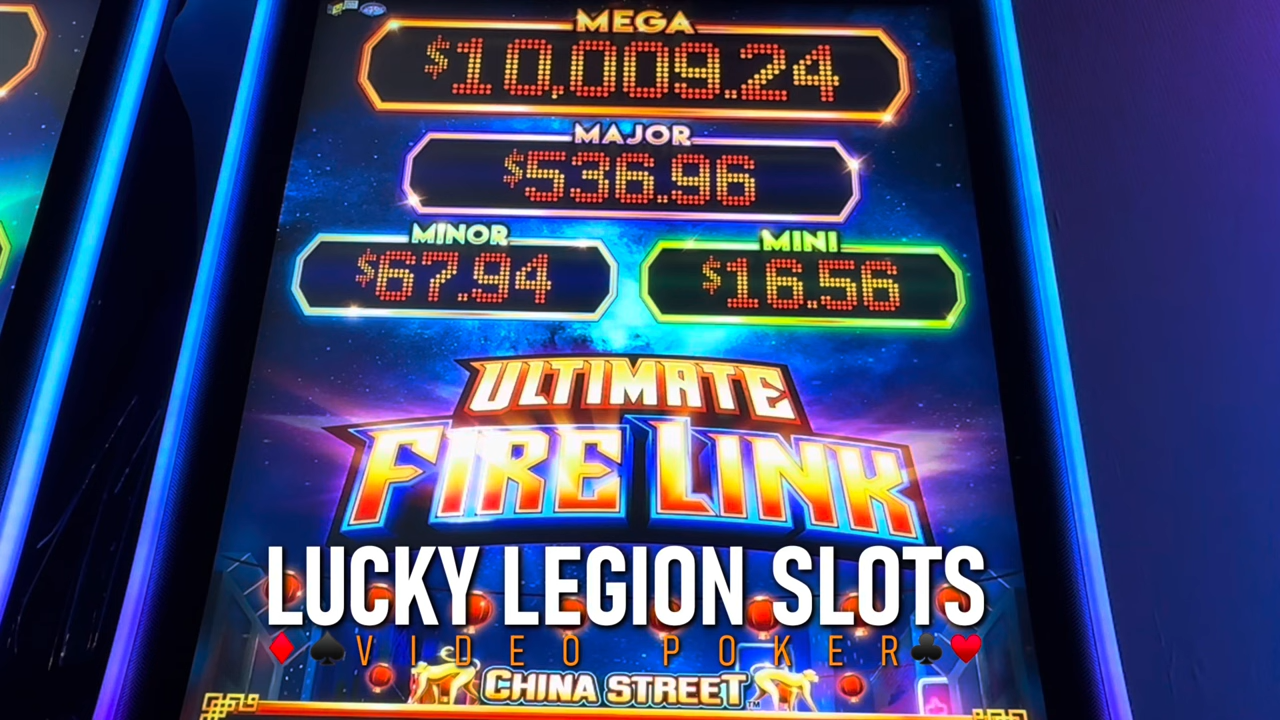 MEGA
$10,009.24
MAJOR
$536.96
MINOR
$67.94
MINI
$16.56
ULTIMATE
FIRE LINK
LUCKY LEGION SLOTS
VIDEO POKER
CHINA STREET™